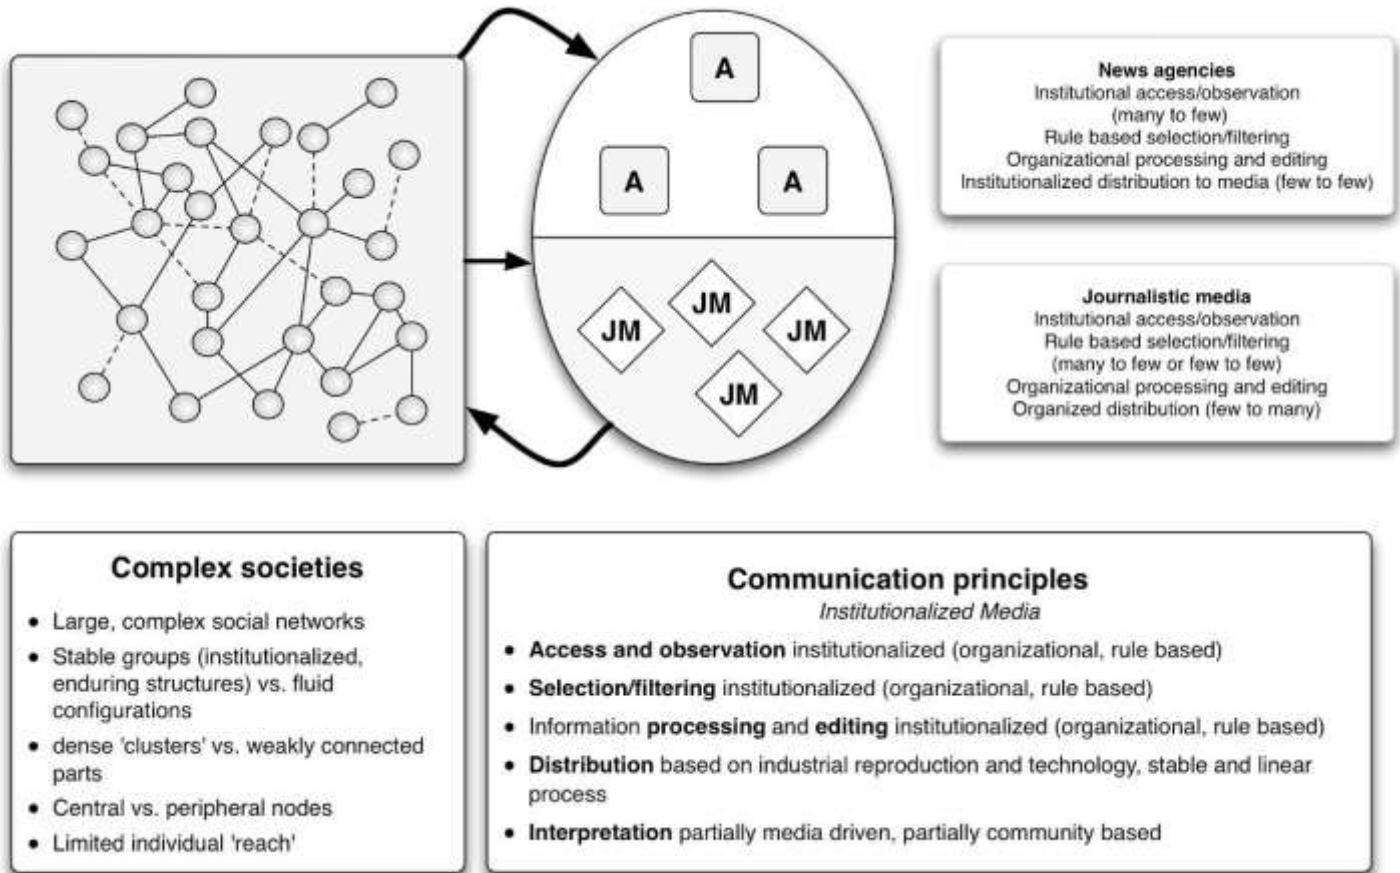 A
A
A
JM
JM
JM
JM
News agencies
Institutional access/observation
(many to few)
Rule based selection/filtering
Organizational processing and editing
Institutionalized distribution to media (few to few)
Journalistic media
Institutional access/observation
Rule based selection/filtering
(many to few or few to few)
Organizational processing and editing
Organized distribution (few to many)
Complex societies
• Large, complex social networks
• Stable groups (institutionalized,
enduring structures) vs. fluid
configurations
• dense 'clusters' vs. weakly connected
parts
• Central vs. peripheral nodes
• Limited individual 'reach'
Communication principles
Institutionalized Media
• Access and observation institutionalized (organizational, rule based)
• Selection/filtering institutionalized (organizational, rule based)
• Information processing and editing institutionalized (organizational, rule based)
• Distribution based on industrial reproduction and technology, stable and linear
process
• Interpretation partially media driven, partially community based